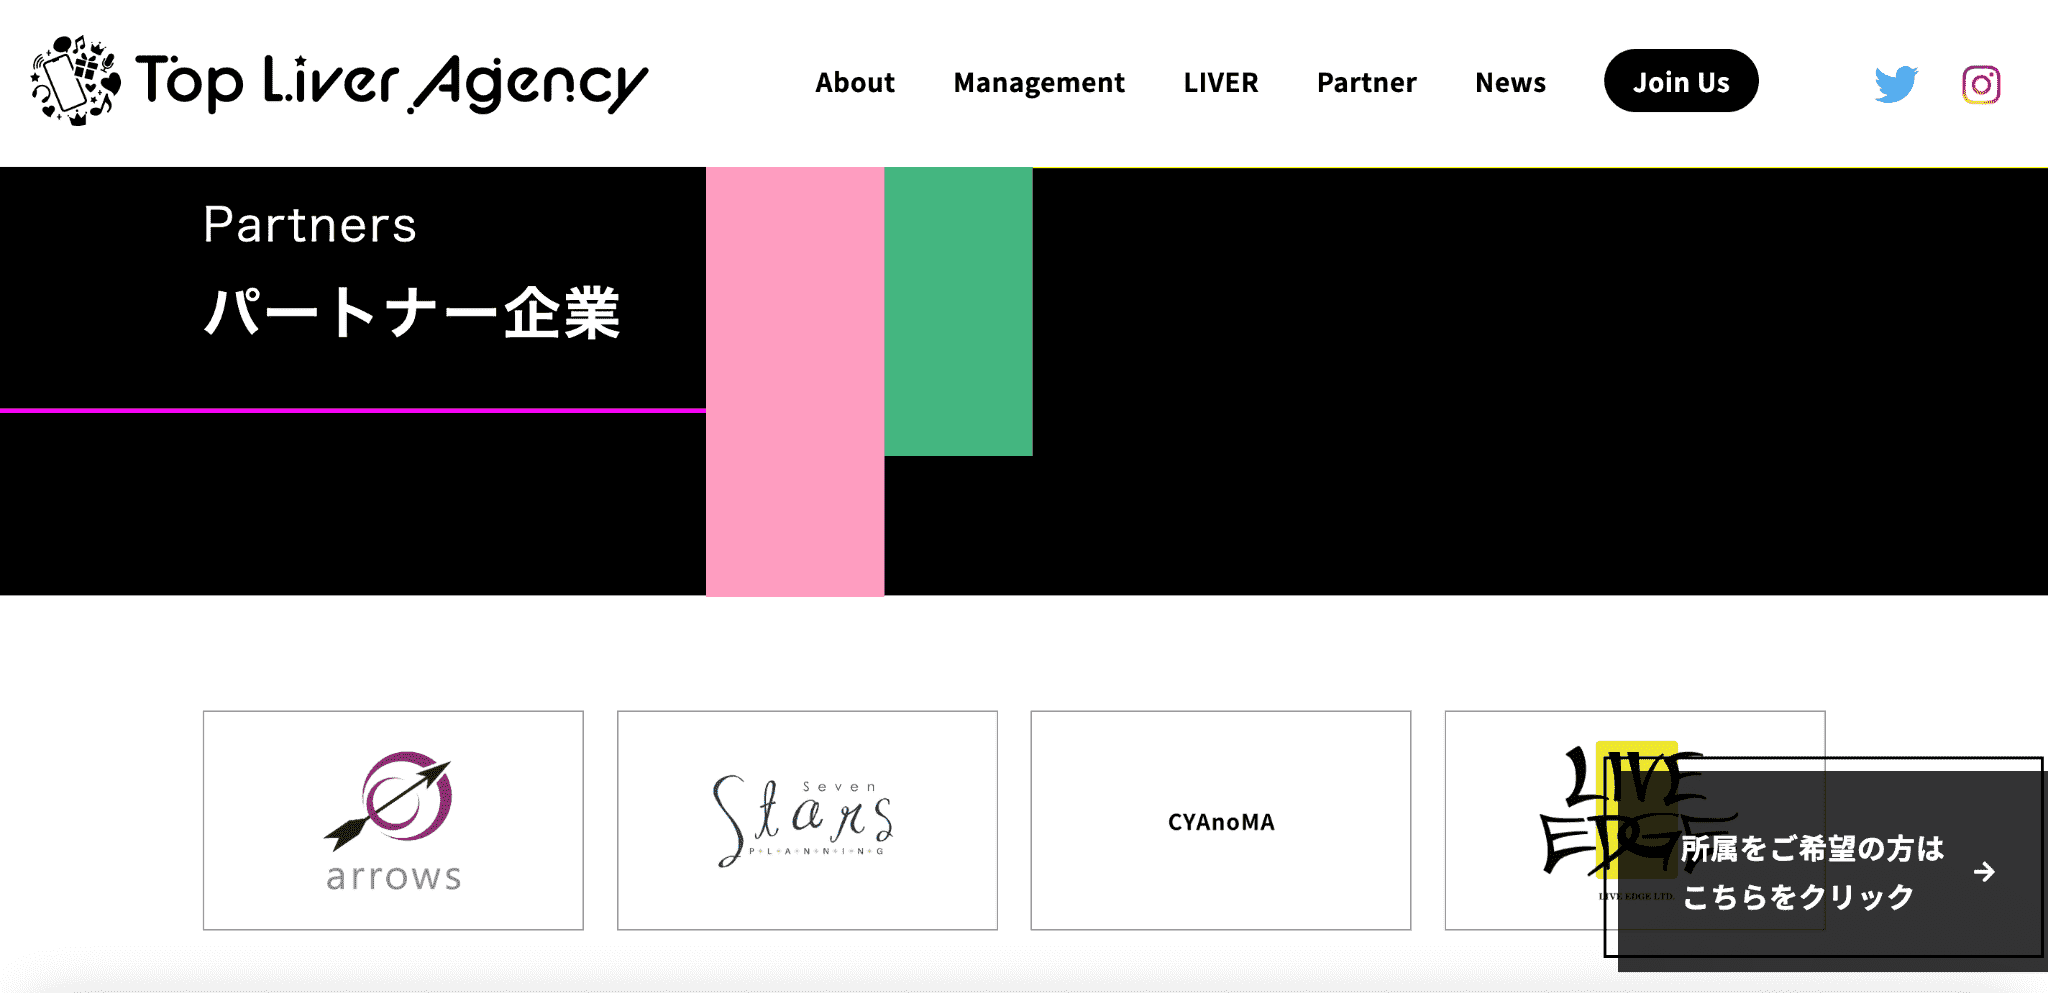 Top Liver Agency
About
Management
LIVER
Partner
News
Join Us
Partners
パートナー企業
arrows
Seven
Stars
P+L+A+N+N+I+N+G
CYAnoMA
LIVE
EDGE
LIVE EDGE LTD.
所属をご希望の方は
こちらをクリック